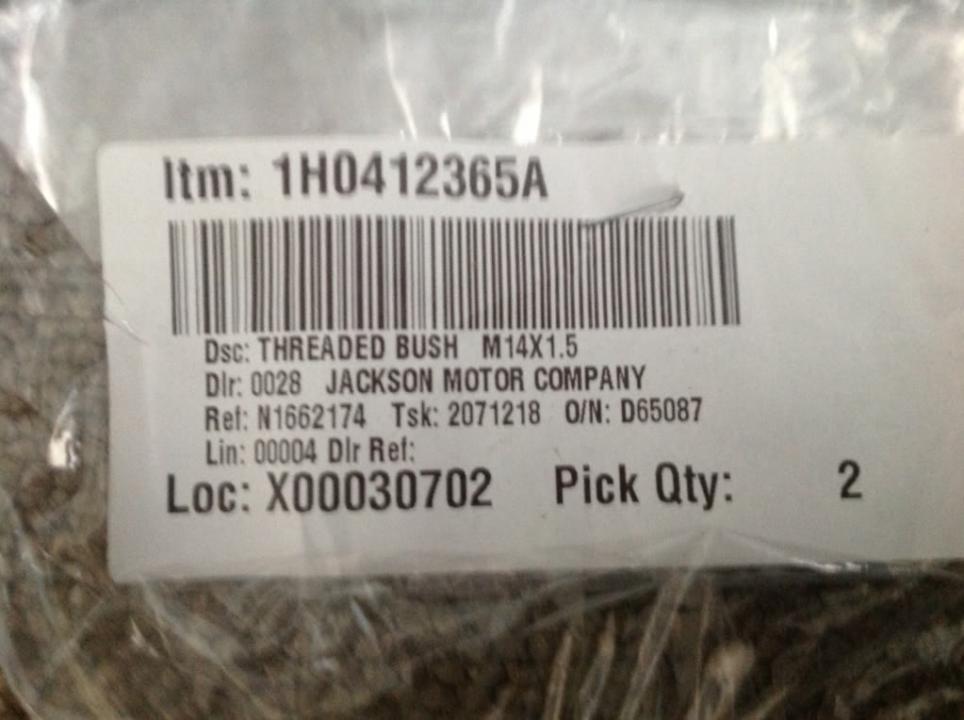 Itm: 1H0412365A
Dsc: THREADED BUSH M14X1.5
Dlr: 0028 JACKSON MOTOR COMPANY
Ref: N1662174 Tsk: 2071218 O/N: D65087
Lin: 00004 Dlr Ref:
Loc: X00030702 Pick Qty: 2